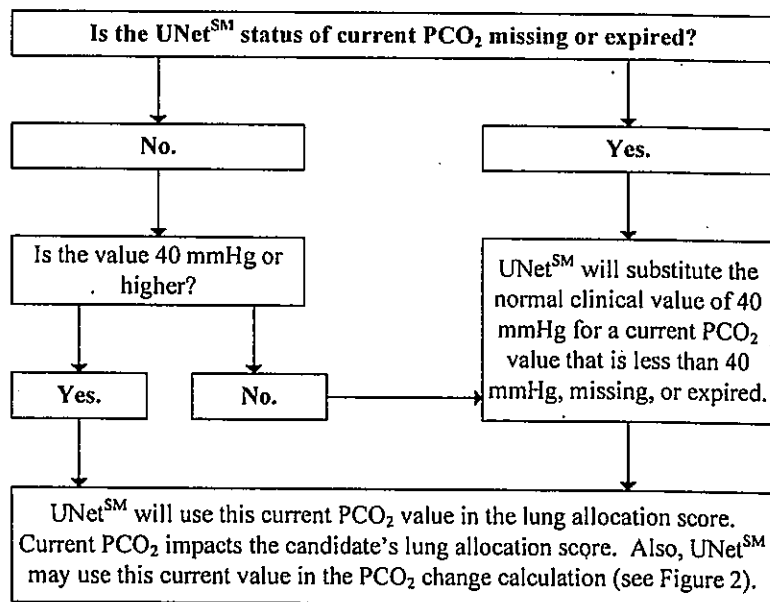 Is the UNet^SM status of current PCO₂ missing or expired?
No.
Yes.
Is the value 40 mmHg or
higher?
UNet^SM will substitute the
normal clinical value of 40
mmHg for a current PCO₂
value that is less than 40
mmHg, missing, or expired.
Yes.
No.
UNet^SM will use this current PCO₂ value in the lung allocation score.
Current PCO₂ impacts the candidate's lung allocation score. Also, UNet^SM
may use this current value in the PCO₂ change calculation (see Figure 2).